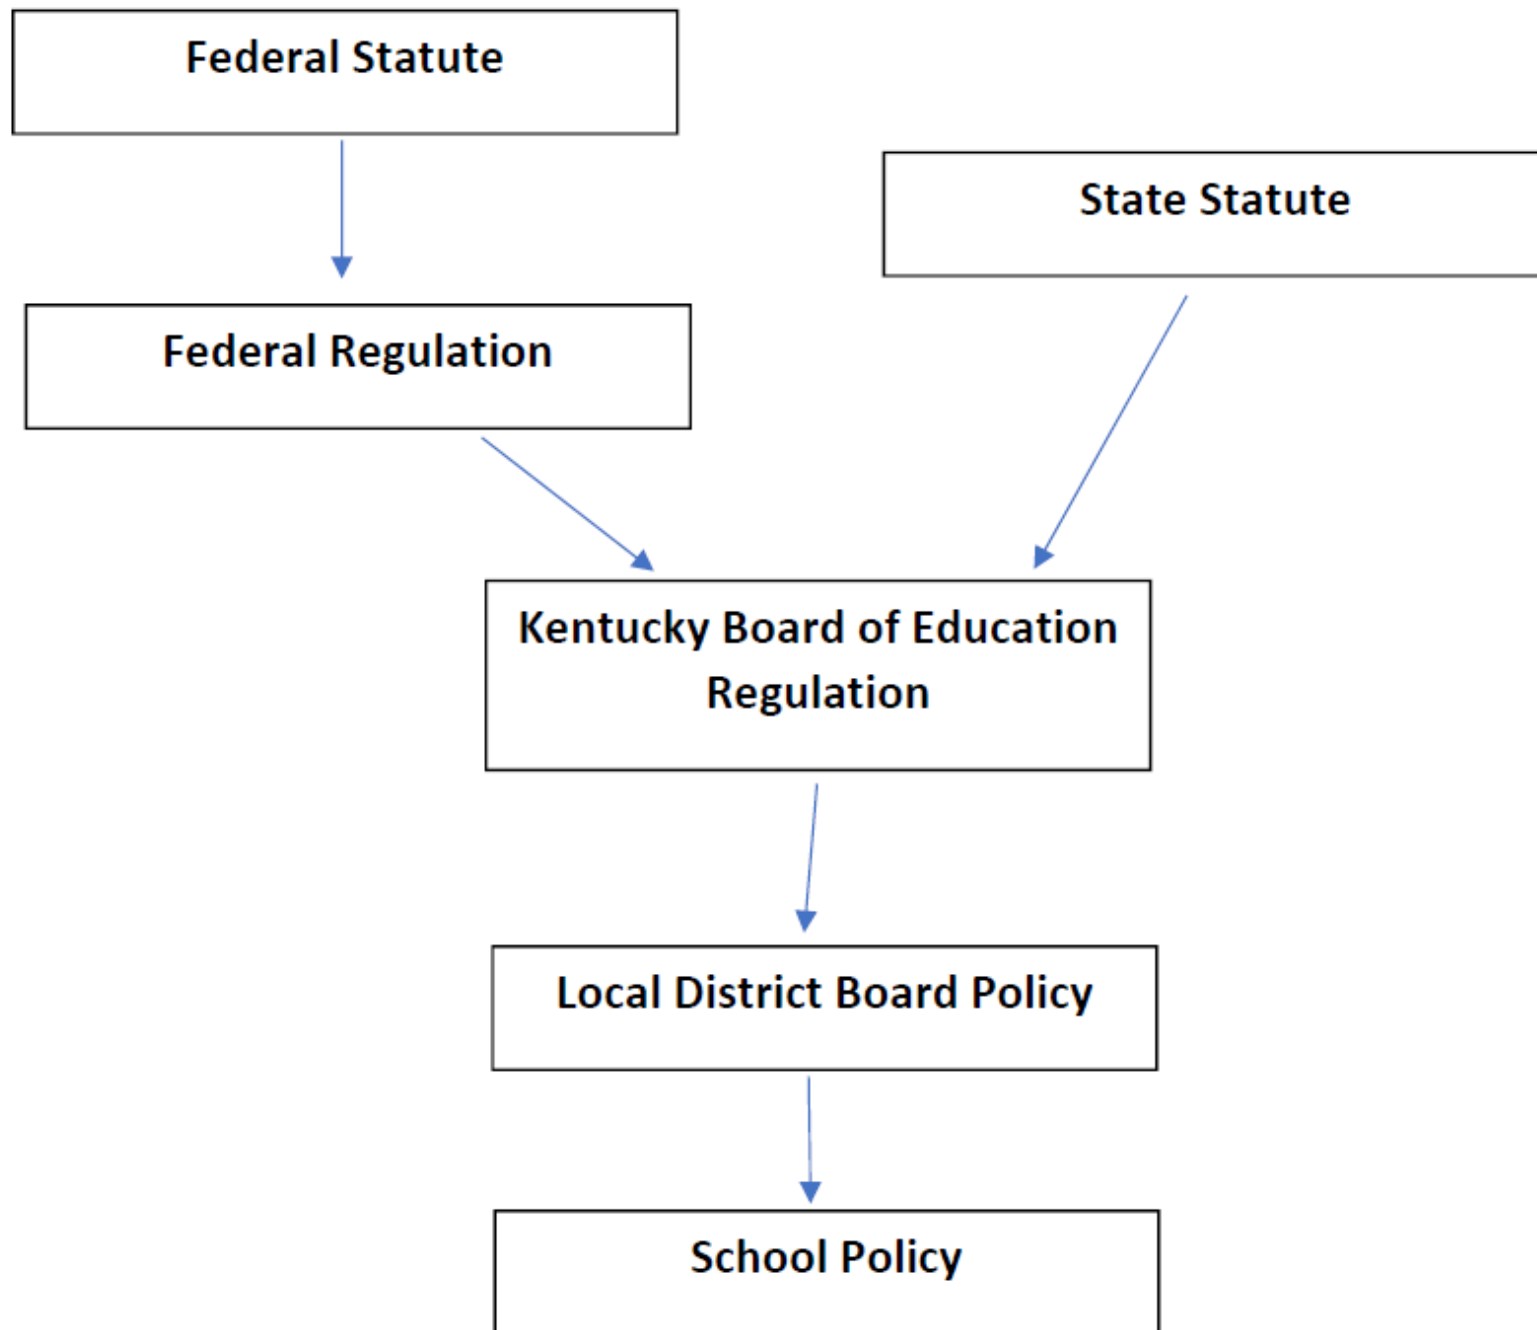 Federal Statute
State Statute
Federal Regulation
Kentucky Board of Education
Regulation
Local District Board Policy
School Policy